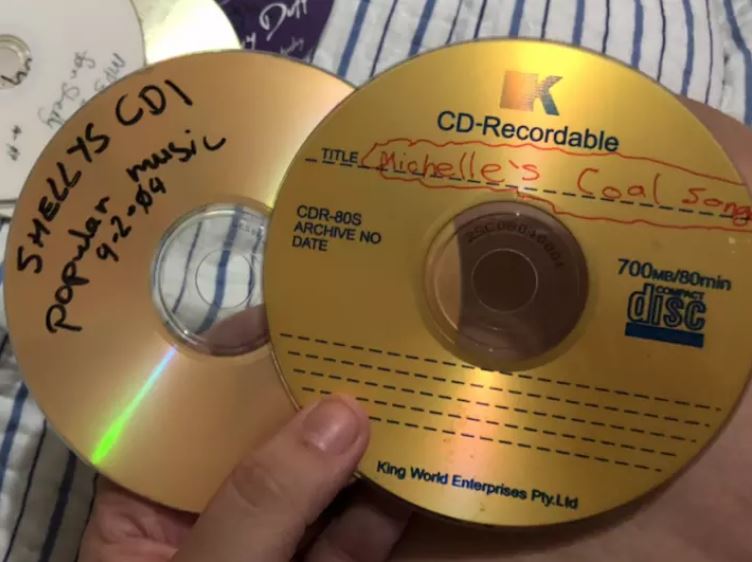 Duff
SHELLYS CD1
popular music
9-2-04
K
CD-Recordable
TITLE Michelle's Coal Song
CDR-80S
ARCHIVE NO
DATE
700MB/80min
COMPACT
disc
King World Enterprises Pty.Ltd